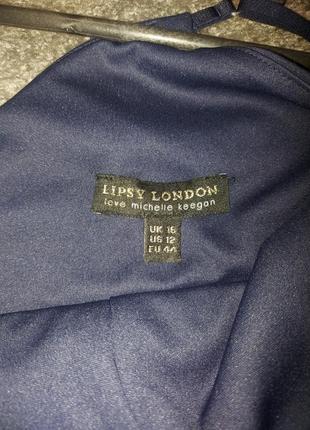 LIPSY LONDON
love michelle keegan
UK 16
US 12
EU 44